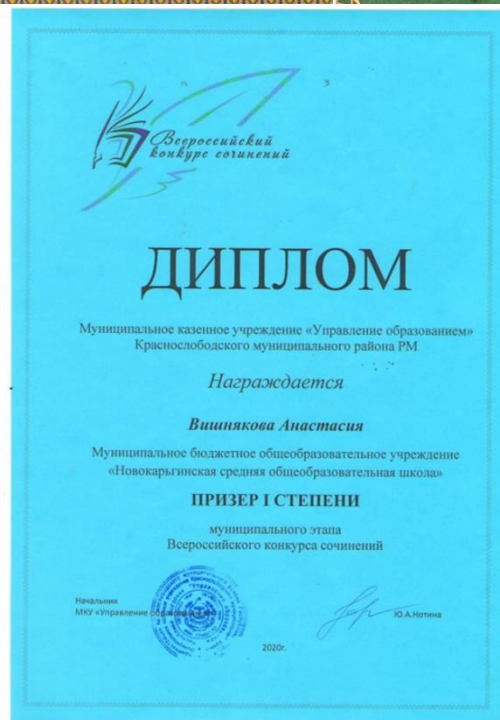 Всероссийский
конкурс сочинений
ДИПЛОМ
Муниципальное казенное учреждение «Управление образованием»
Краснослободского муниципального района РМ
Награждается
Вишнякова Анастасия
Муниципальное бюджетное общеобразовательное учреждение
«Новокарьгинская средняя общеобразовательная школа»
ПРИЗЕР I СТЕПЕНИ
муниципального этапа
Всероссийского конкурса сочинений
Начальник
МКУ «Управление образованием»
Ю.А.Нотина
2020г.